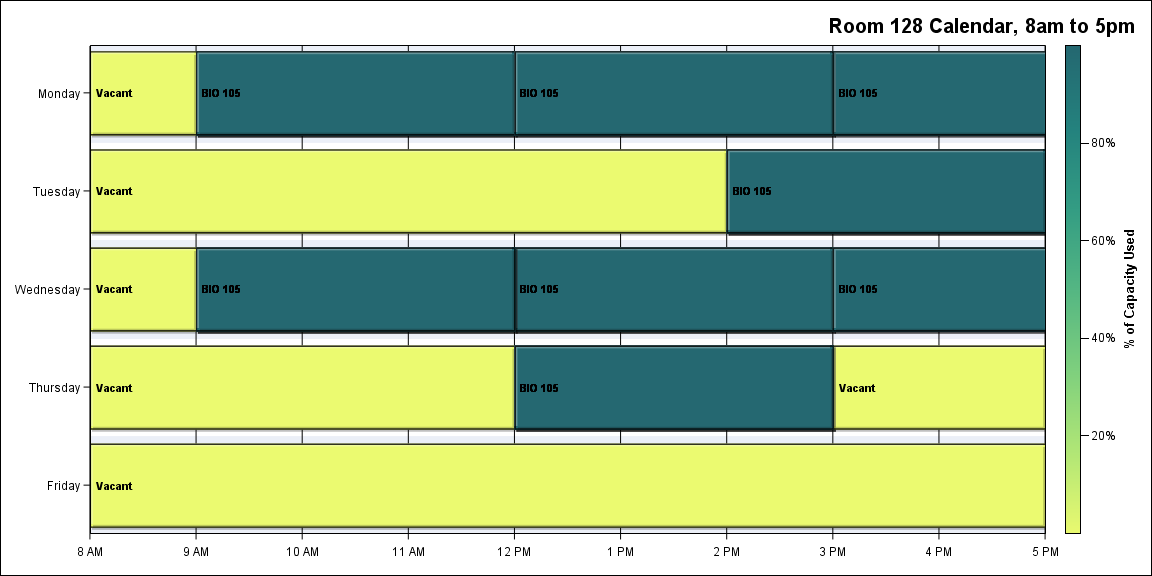 Room 128 Calendar, 8am to 5pm
Monday
Vacant
BIO 105
BIO 105
BIO 105
Tuesday
Vacant
BIO 105
Wednesday
Vacant
BIO 105
BIO 105
BIO 105
Thursday
Vacant
BIO 105
Vacant
Friday
Vacant
8 AM
9 AM
10 AM
11 AM
12 PM
1 PM
2 PM
3 PM
4 PM
5 PM
80%
60%
40%
20%
% of Capacity Used